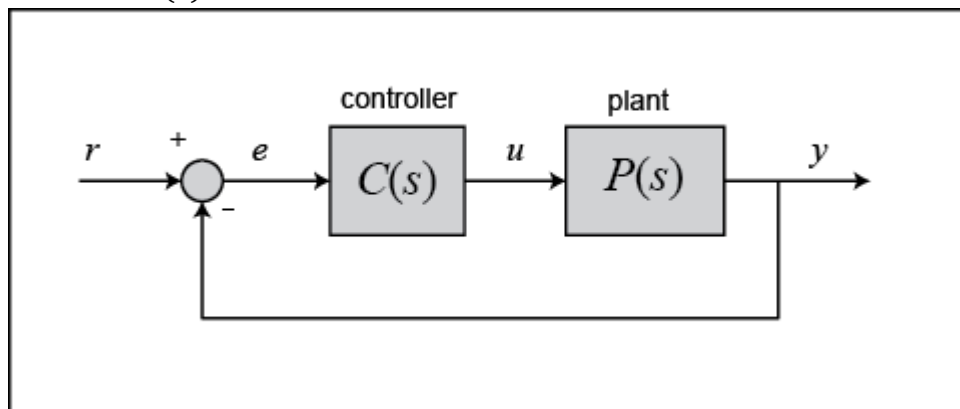 (s)
controller plant
r + e C(s) u P(s) y
−